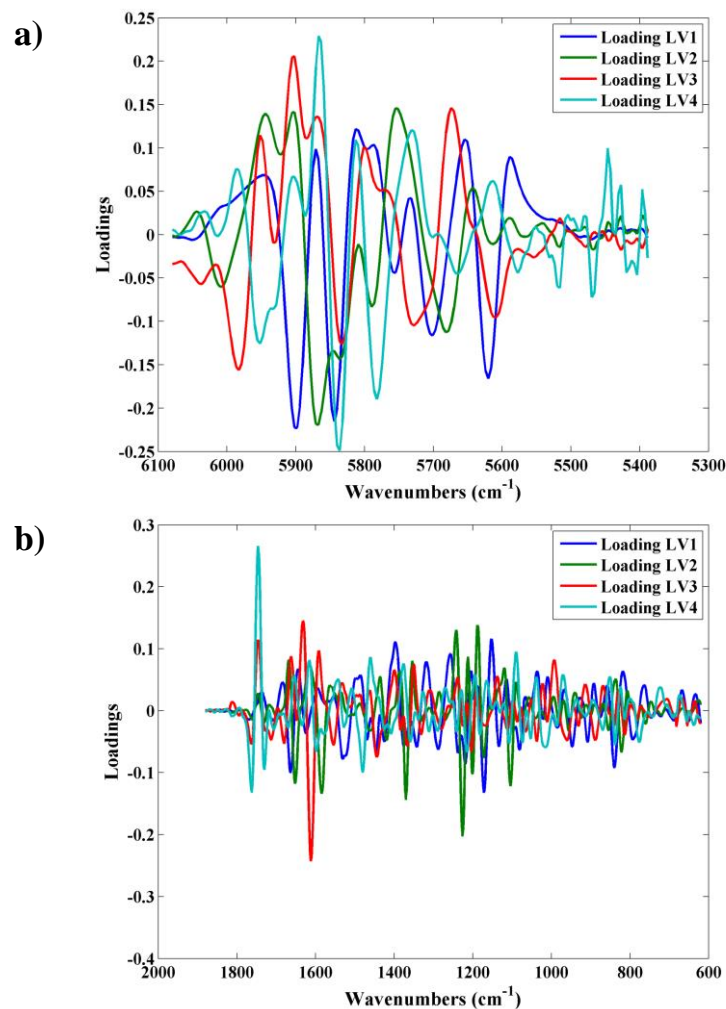 a)
0.25
0.2
0.15
0.1
0.05
0
-0.05
-0.1
-0.15
-0.2
-0.25
Loadings
Loading LV1
Loading LV2
Loading LV3
Loading LV4
6100 6000 5900 5800 5700 5600 5500 5400 5300
Wavenumbers (cm⁻¹)
b)
0.3
0.2
0.1
0
-0.1
-0.2
-0.3
-0.4
Loadings
Loading LV1
Loading LV2
Loading LV3
Loading LV4
2000 1800 1600 1400 1200 1000 800 600
Wavenumbers (cm⁻¹)